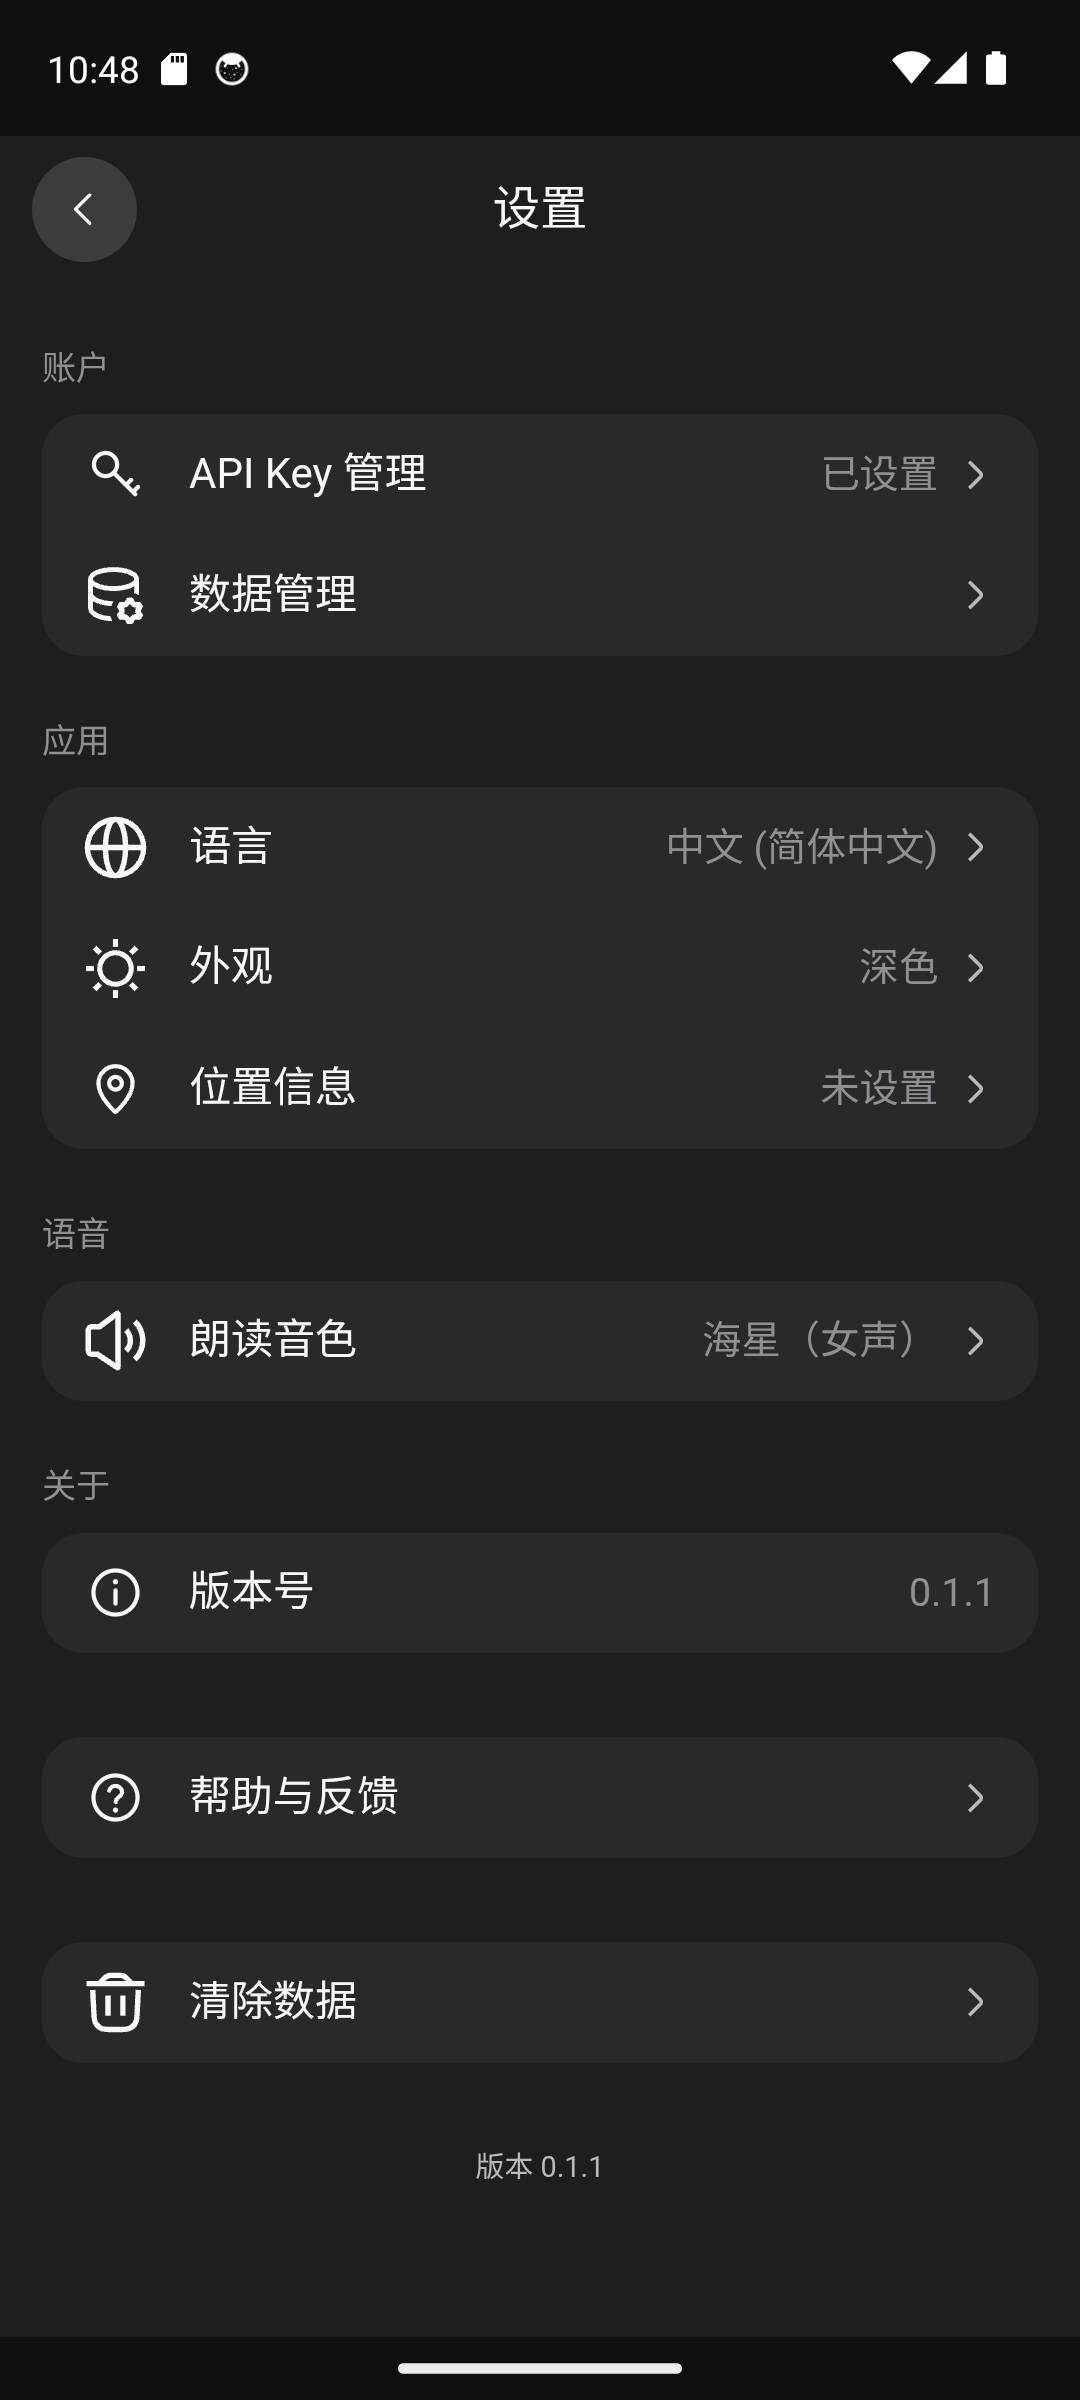 10:48
设置
账户
API Key 管理 已设置
数据管理
应用
语言 中文 (简体中文)
外观 深色
位置信息 未设置
语音
朗读音色 海星（女声）
关于
版本号 0.1.1
帮助与反馈
清除数据
版本 0.1.1